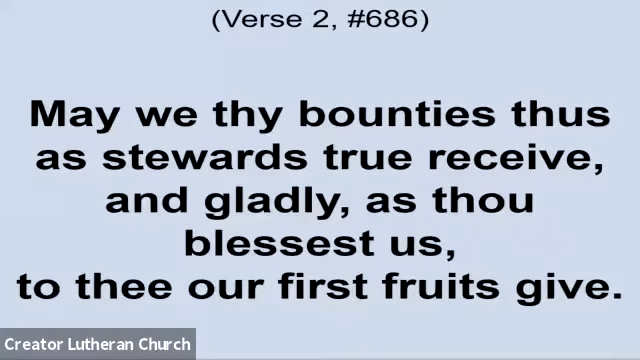 (Verse 2, #686)
May we thy bounties thus
as stewards true receive,
and gladly, as thou
blessest us,
to thee our first fruits give.
Creator Lutheran Church